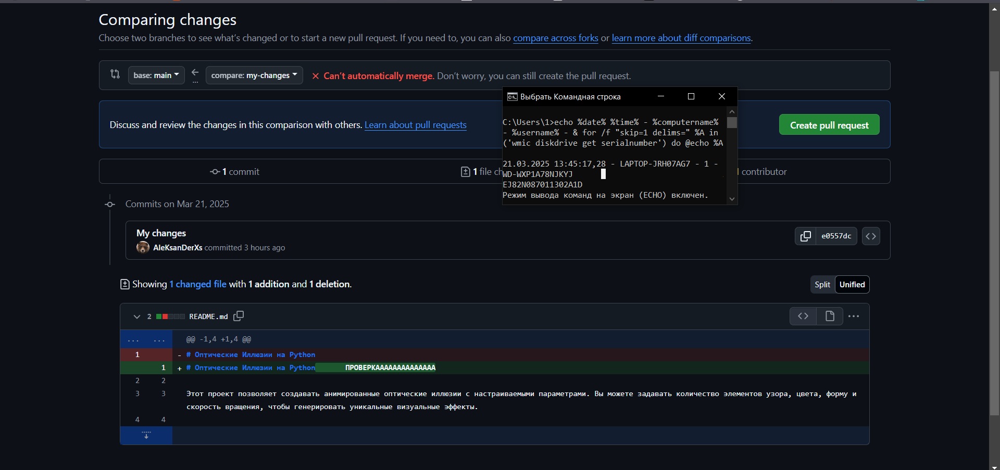 Comparing changes
Choose two branches to see what's changed or to start a new pull request. If you need to, you can also compare across forks or learn more about diff comparisons.
base: main
...
compare: my-changes
Can't automatically merge. Don't worry, you can still create the pull request.
Discuss and review the changes in this comparison with others. Learn about pull requests
Create pull request
Выбрать Командная строка
C:\Users\1>echo %date% %time% - %computername%
- %username% - & for /f "skip=1 delims=" %A in
('wmic diskdrive get serialnumber') do @echo %A
21.03.2025 13:45:17,28 - LAPTOP-JRH07AG7 - 1 -
WD-WXP1A78NJKYJ
EJ82N087011302A1D
Режим вывода команд на экран (ECHO) включен.
1 commit
1 file
contributor
Commits on Mar 21, 2025
My changes
AleKsanDerXs committed 3 hours ago
e0557dc
Showing 1 changed file with 1 addition and 1 deletion.
Split
Unified
2
README.md
...
...
@@ -1,4 +1,4 @@
1 - # Оптические Иллюзии на Python
1 + # Оптические Иллюзии на Python ПРОВЕРКААААААААААААААА
2 2
3 3 Этот проект позволяет создавать анимированные оптические иллюзии с настраиваемыми параметрами. Вы можете задавать количество элементов узора, цвета, форму и
скорость вращения, чтобы генерировать уникальные визуальные эффекты.
4 4